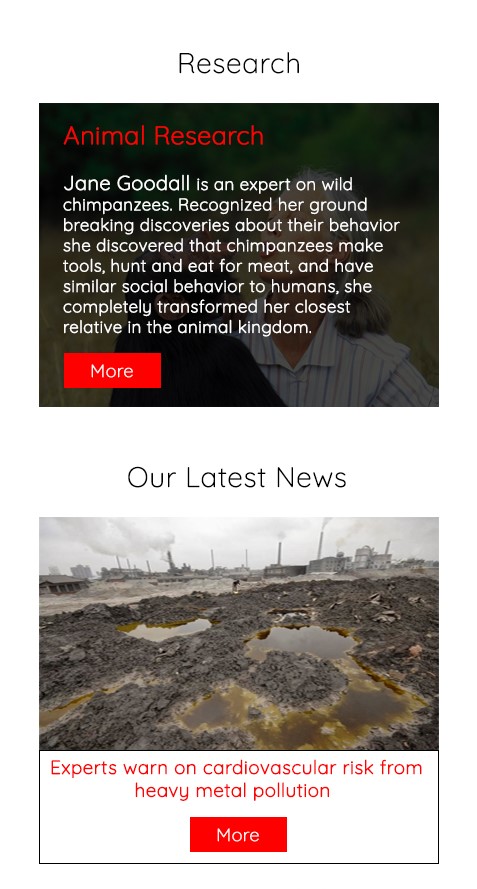 Research
Animal Research
Jane Goodall is an expert on wild
chimpanzees. Recognized her ground
breaking discoveries about their behavior
she discovered that chimpanzees make
tools, hunt and eat for meat, and have
similar social behavior to humans, she
completely transformed her closest
relative in the animal kingdom.
More
Our Latest News
Experts warn on cardiovascular risk from
heavy metal pollution
More